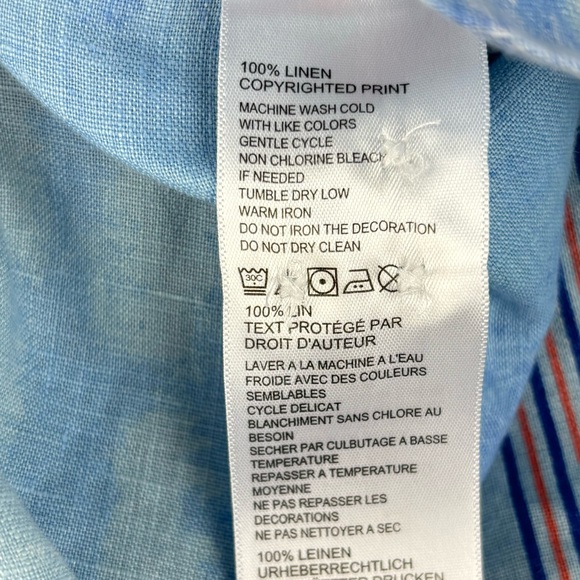 100% LINEN
COPYRIGHTED PRINT
MACHINE WASH COLD
WITH LIKE COLORS
GENTLE CYCLE
NON CHLORINE BLEACH
IF NEEDED
TUMBLE DRY LOW
WARM IRON
DO NOT IRON THE DECORATION
DO NOT DRY CLEAN
30C
100% LIN
TEXT PROTÉGÉ PAR
DROIT D'AUTEUR
LAVER A LA MACHINE A L'EAU
FROIDE AVEC DES COULEURS
SEMBLABLES
CYCLE DELICAT
BLANCHIMENT SANS CHLORE AU
BESOIN
SECHER PAR CULBUTAGE A BASSE
TEMPERATURE
REPASSER A TEMPERATURE
MOYENNE
NE PAS REPASSER LES
DECORATIONS
NE PAS NETTOYER A SEC
100% LEINEN
URHEBERRECHTLICH
DRUCKEN